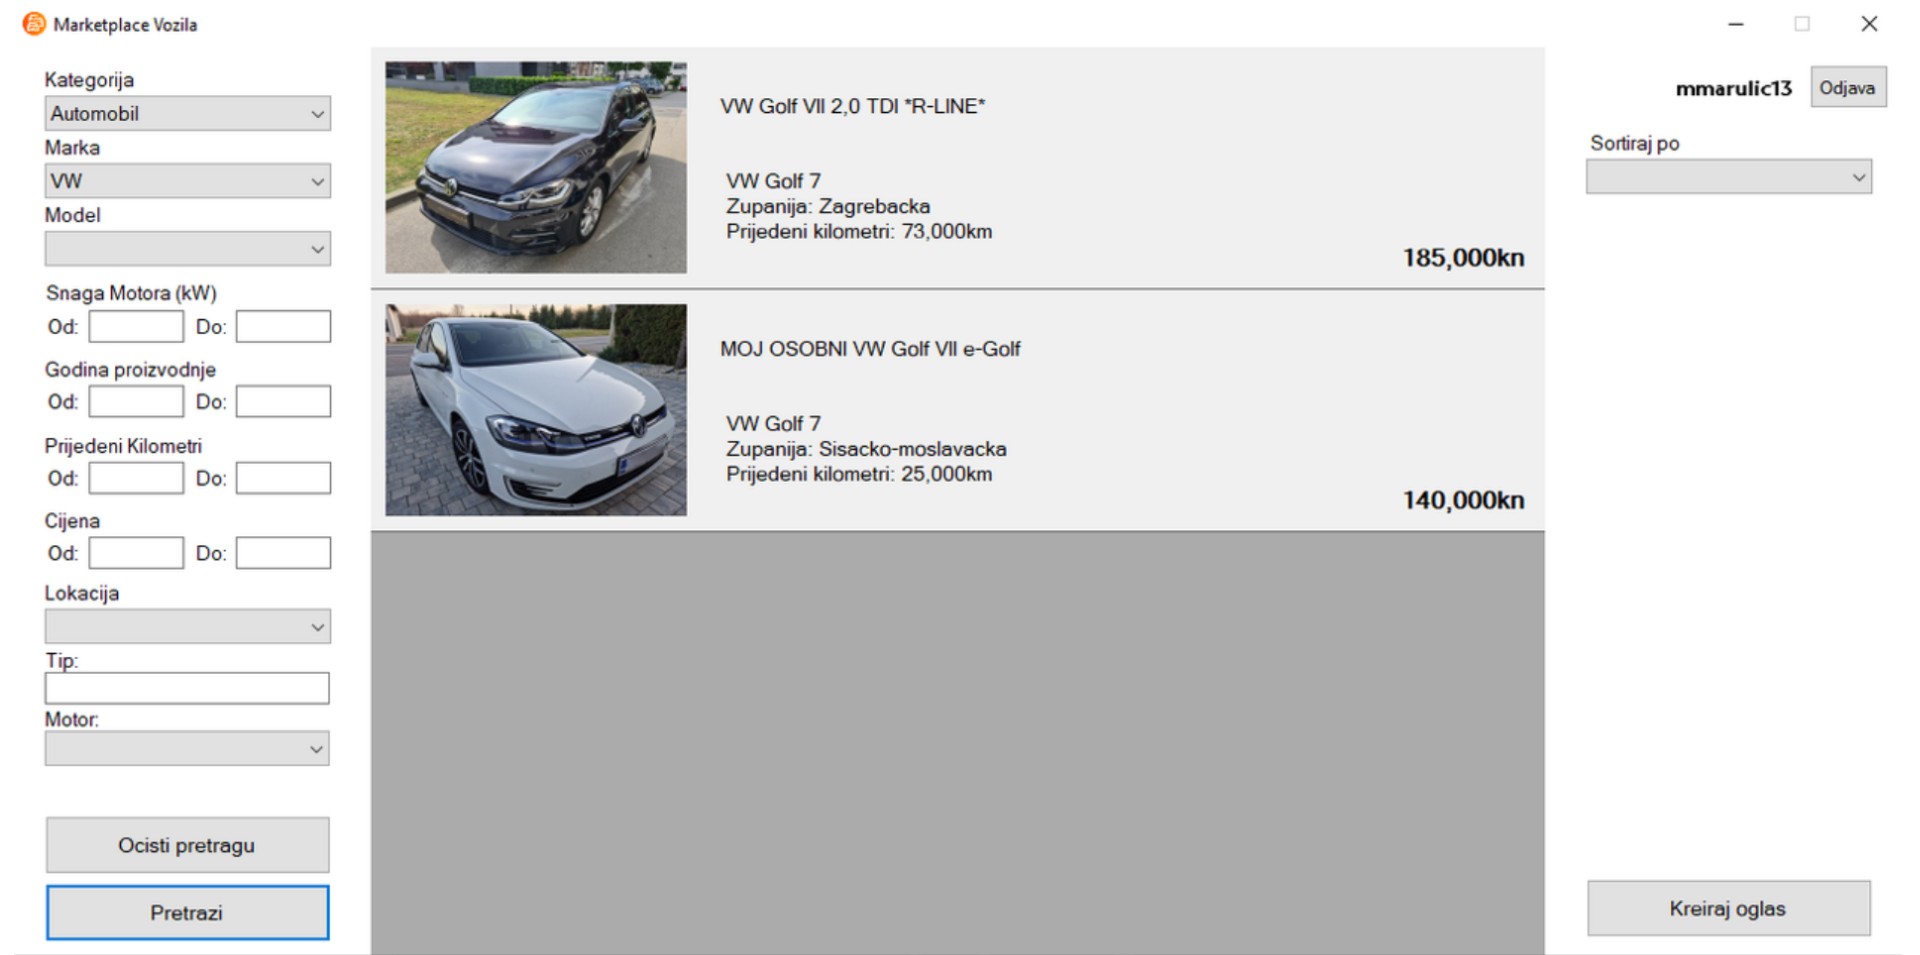 Marketplace Vozila
Kategorija
Automobil
Marka
VW
Model
Snaga Motora (kW)
Od: Do:
Godina proizvodnje
Od: Do:
Prijedeni Kilometri
Od: Do:
Cijena
Od: Do:
Lokacija
Tip:
Motor:
Ocisti pretragu
Pretrazi
VW Golf VII 2,0 TDI *R-LINE*
VW Golf 7
Zupanija: Zagrebacka
Prijedeni kilometri: 73,000km
185,000kn
MOJ OSOBNI VW Golf VII e-Golf
VW Golf 7
Zupanija: Sisacko-moslavacka
Prijedeni kilometri: 25,000km
140,000kn
mmarulic13
Odjava
Sortiraj po
Kreiraj oglas